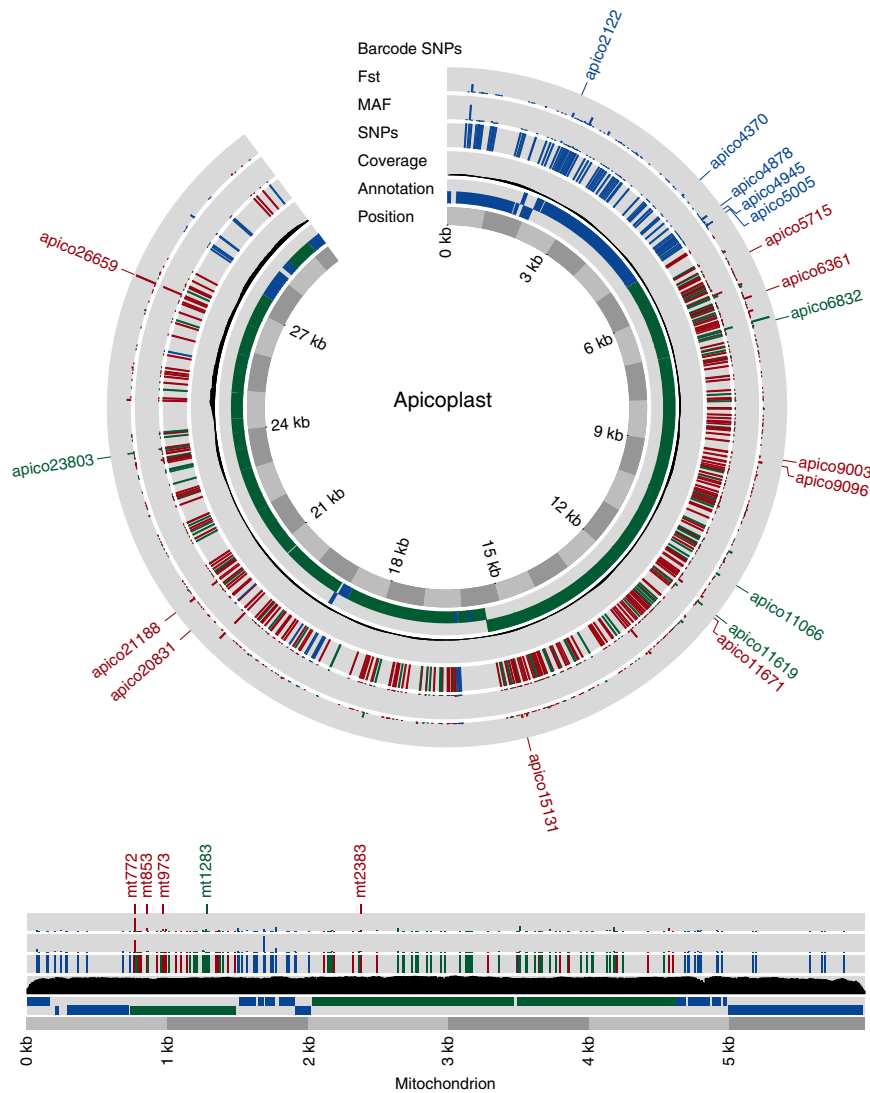 Barcode SNPs
Fst
MAF
SNPs
Coverage
Annotation
Position
apico2122
apico4370
apico4878
apico4945
apico5005
apico5715
apico6361
apico6832
apico9003
apico9096
apico11066
apico11619
apico11671
apico15131
apico20831
apico21188
apico23803
apico26659
0 kb
3 kb
6 kb
9 kb
12 kb
15 kb
18 kb
21 kb
24 kb
27 kb
Apicoplast
mt772
mt853
mt973
mt1283
mt2383
0 kb
1 kb
2 kb
3 kb
4 kb
5 kb
Mitochondrion